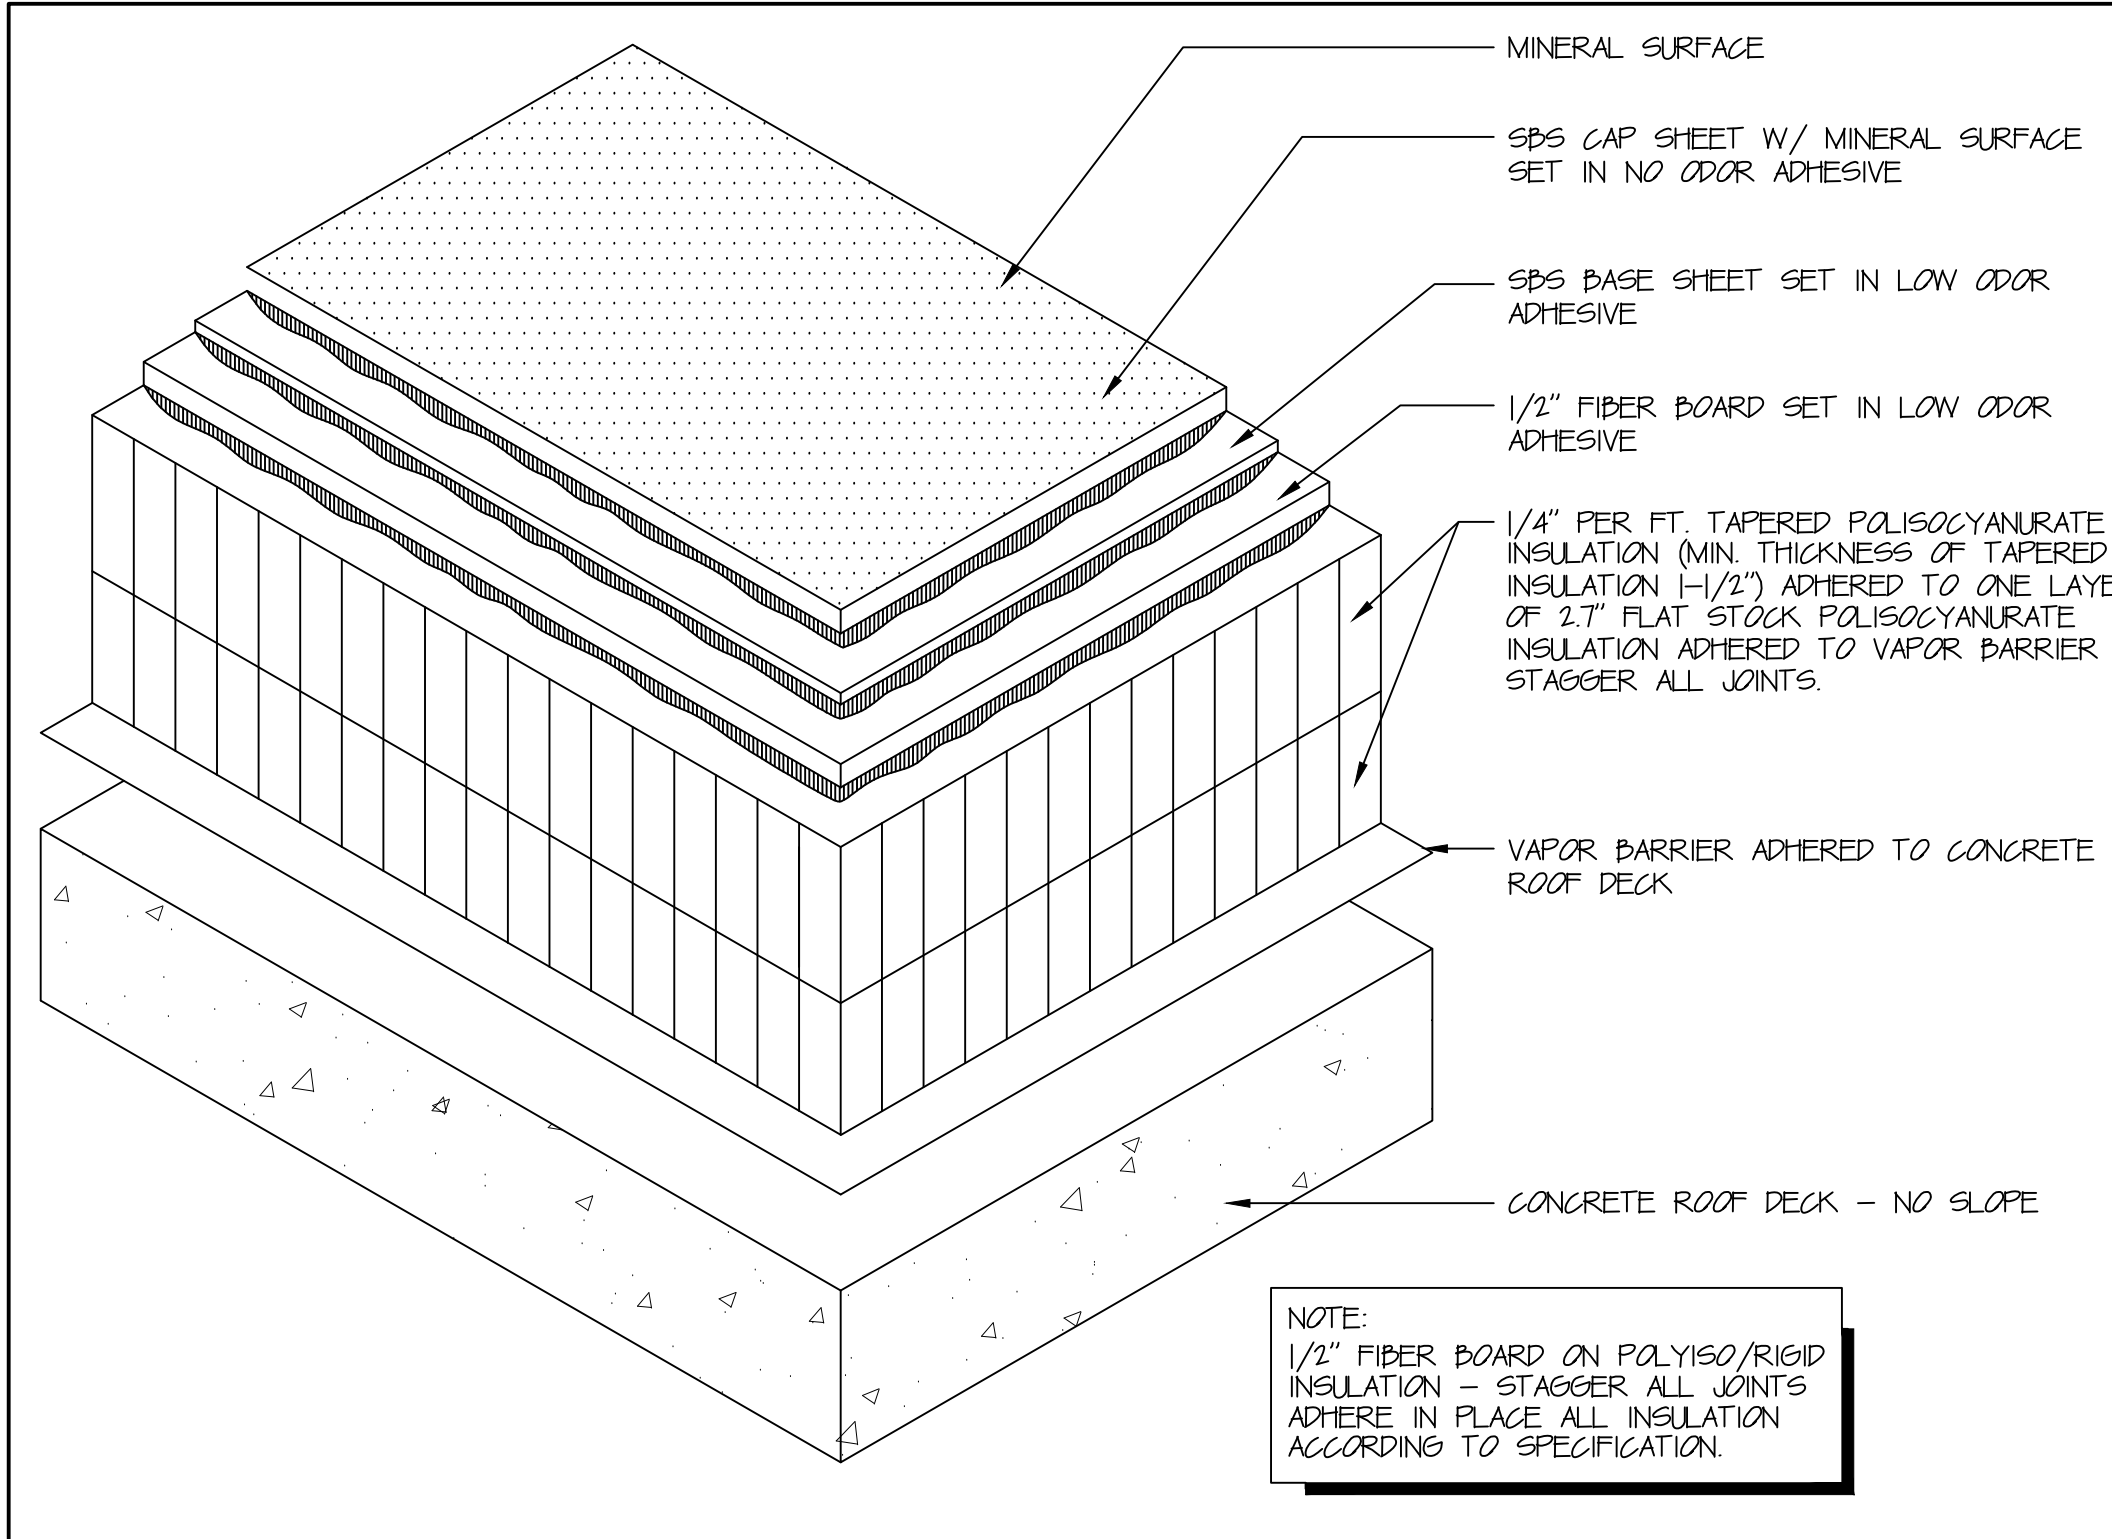 MINERAL SURFACE
SBS CAP SHEET W/ MINERAL SURFACE
SET IN NO ODOR ADHESIVE
SBS BASE SHEET SET IN LOW ODOR
ADHESIVE
1/2" FIBER BOARD SET IN LOW ODOR
ADHESIVE
1/4" PER FT. TAPERED POLISOCYANURATE
INSULATION (MIN. THICKNESS OF TAPERED
INSULATION 1-1/2") ADHERED TO ONE LAYE
OF 2.7" FLAT STOCK POLISOCYANURATE
INSULATION ADHERED TO VAPOR BARRIER
STAGGER ALL JOINTS.
VAPOR BARRIER ADHERED TO CONCRETE
ROOF DECK
CONCRETE ROOF DECK - NO SLOPE
NOTE:
1/2" FIBER BOARD ON POLYISO/RIGID
INSULATION - STAGGER ALL JOINTS
ADHERE IN PLACE ALL INSULATION
ACCORDING TO SPECIFICATION.